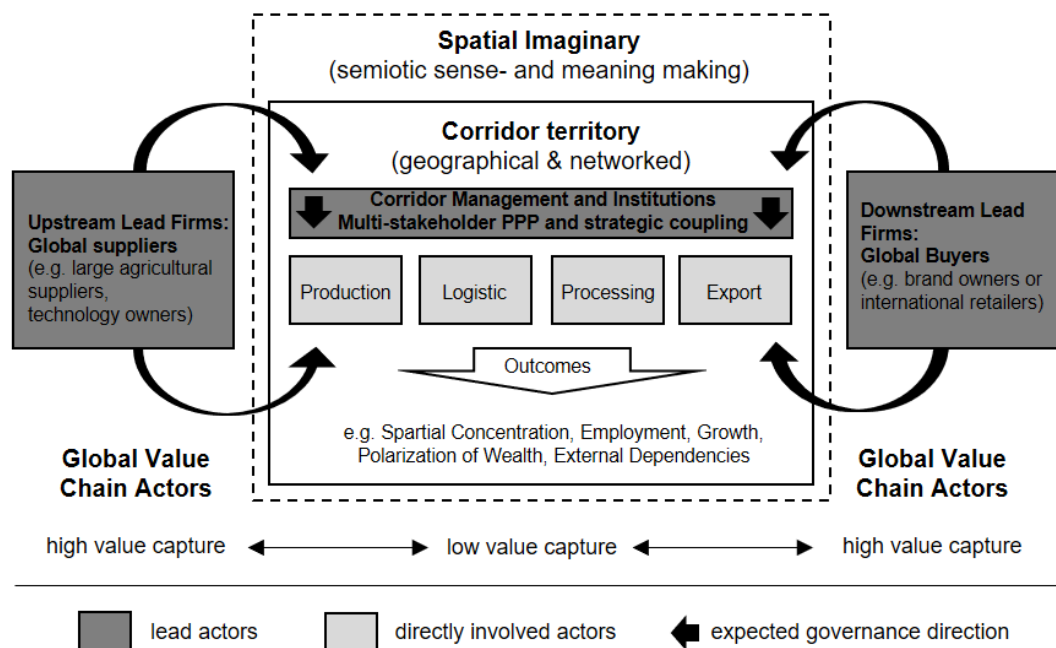 Spatial Imaginary
(semiotic sense- and meaning making)
Corridor territory
(geographical & networked)
Corridor Management and Institutions
Multi-stakeholder PPP and strategic coupling
Upstream Lead Firms:
Global suppliers
(e.g. large agricultural
suppliers,
technology owners)
Downstream Lead
Firms:
Global Buyers
(e.g. brand owners or
international retailers)
Production
Logistic
Processing
Export
Outcomes
e.g. Spartial Concentration, Employment, Growth,
Polarization of Wealth, External Dependencies
Global Value
Chain Actors
Global Value
Chain Actors
high value capture
low value capture
high value capture
lead actors
directly involved actors
expected governance direction